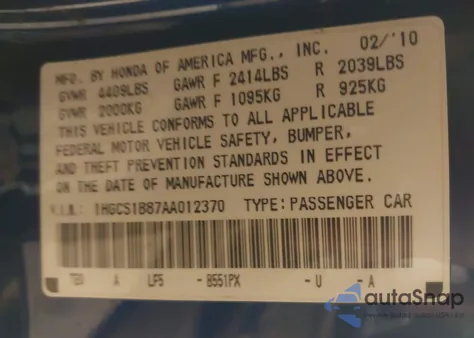 MFD. BY HONDA OF AMERICA MFG., INC. 02/'10
GVWR 4409LBS GAWR F 2414LBS R 2039LBS
GVWR 2000KG GAWR F 1095KG R 925KG
THIS VEHICLE CONFORMS TO ALL APPLICABLE
FEDERAL MOTOR VEHICLE SAFETY, BUMPER,
AND THEFT PREVENTION STANDARDS IN EFFECT
ON THE DATE OF MANUFACTURE SHOWN ABOVE.
V.I.N.: 1HGCS1B87AA012370 TYPE:PASSENGER CAR
A LF5 - B551PX - U - A
autoSnap